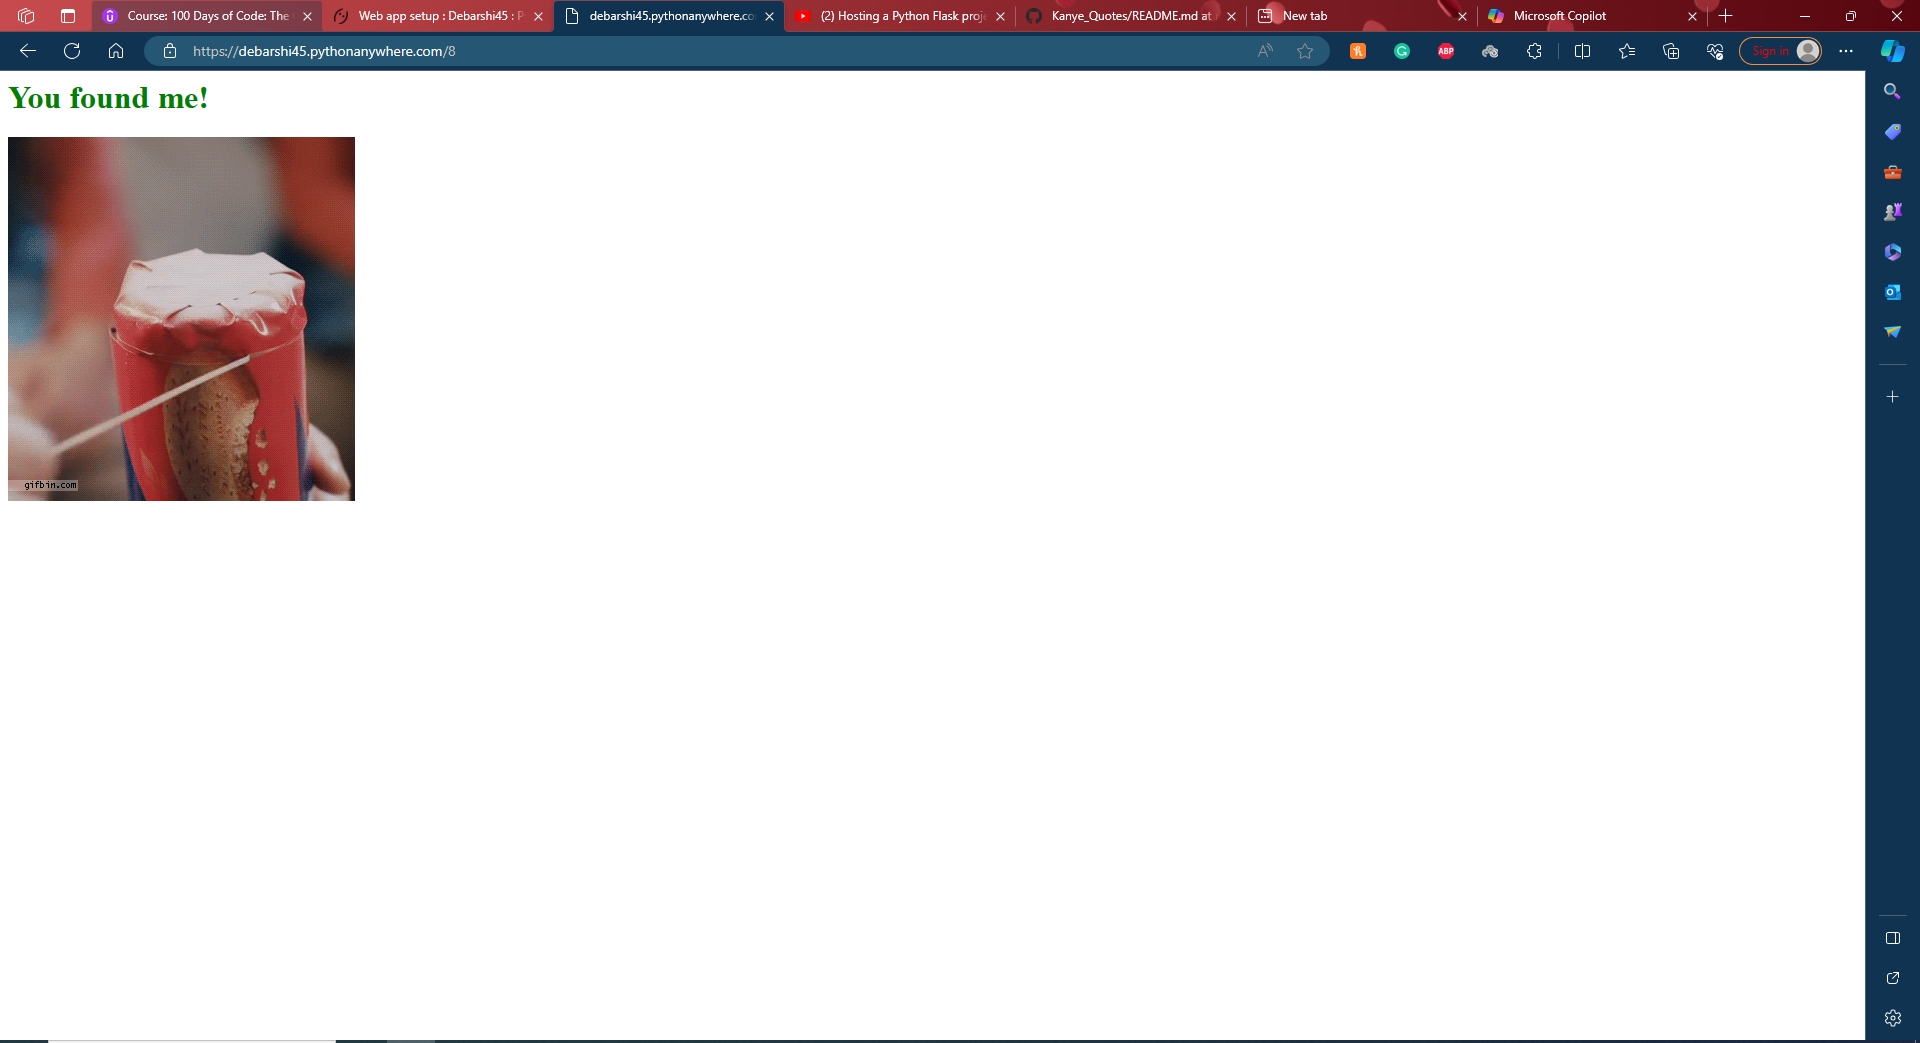 Course: 100 Days of Code: The
Web app setup : Debarshi45 : P
debarshi45.pythonanywhere.co
(2) Hosting a Python Flask proje
Kanye_Quotes/README.md at
New tab
Microsoft Copilot
https://debarshi45.pythonanywhere.com/8
ABP
Sign in
You found me!
gifbin.com